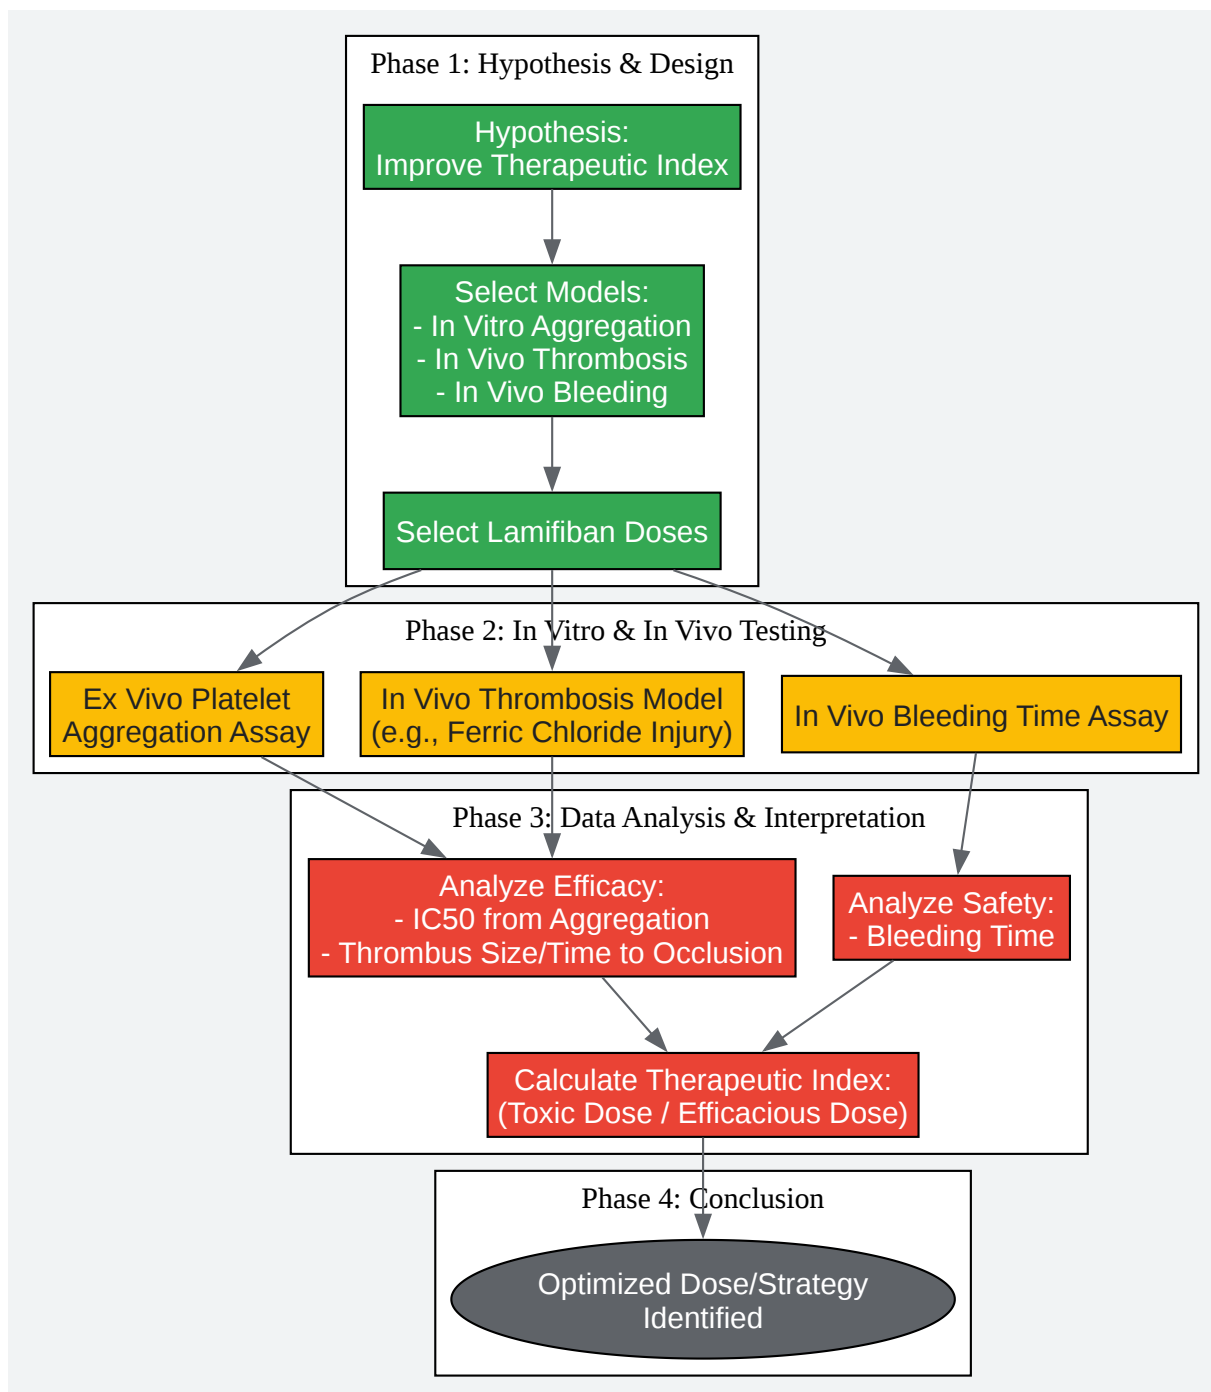 Phase 1: Hypothesis & Design
Hypothesis:
Improve Therapeutic Index
Select Models:
- In Vitro Aggregation
- In Vivo Thrombosis
- In Vivo Bleeding
Select Lamifiban Doses
Phase 2: In Vitro & In Vivo Testing
Ex Vivo Platelet
Aggregation Assay
In Vivo Thrombosis Model
(e.g., Ferric Chloride Injury)
In Vivo Bleeding Time Assay
Phase 3: Data Analysis & Interpretation
Analyze Efficacy:
- IC50 from Aggregation
- Thrombus Size/Time to Occlusion
Analyze Safety:
- Bleeding Time
Calculate Therapeutic Index:
(Toxic Dose / Efficacious Dose)
Phase 4: Conclusion
Optimized Dose/Strategy
Identified